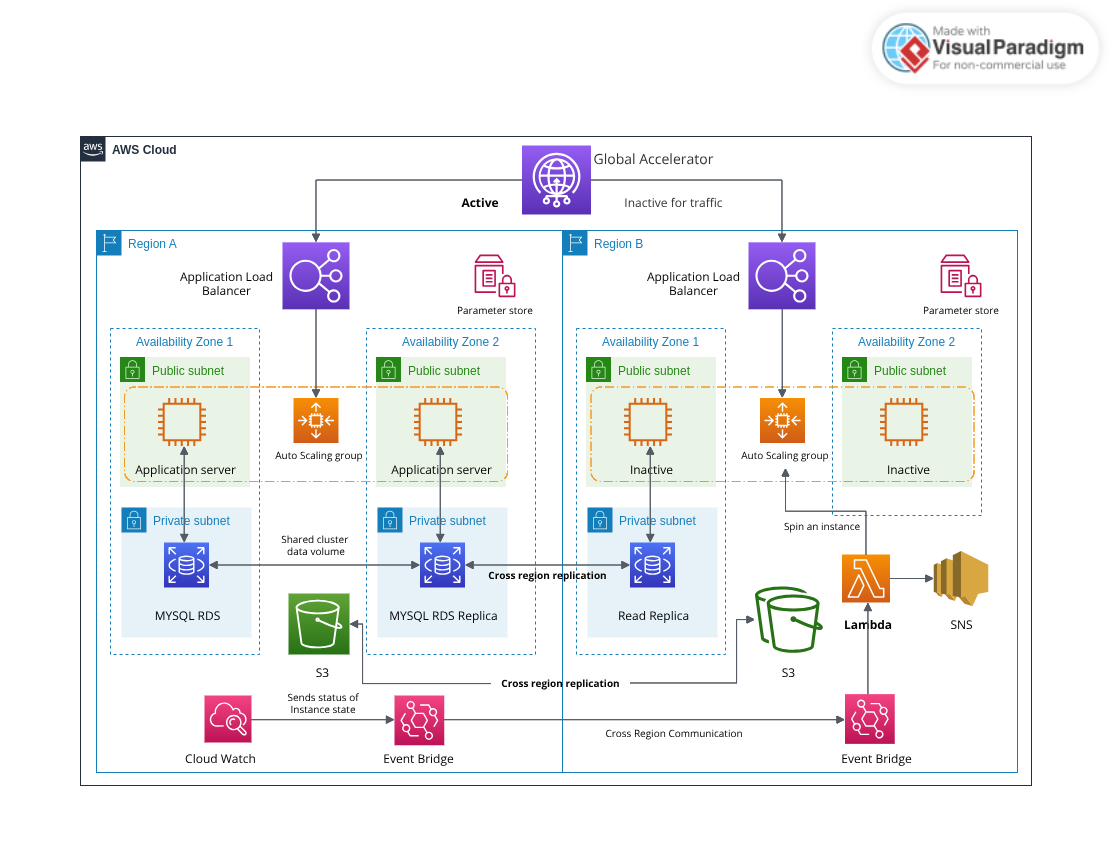 Made with
VisualParadigm
For non-commercial use
aws
AWS Cloud
Global Accelerator
Active
Inactive for traffic
Region A
Region B
Application Load
Balancer
Parameter store
Application Load
Balancer
Parameter store
Availability Zone 1
Availability Zone 2
Availability Zone 1
Availability Zone 2
Public subnet
Public subnet
Public subnet
Public subnet
Application server
Auto Scaling group
Application server
Inactive
Auto Scaling group
Inactive
Private subnet
Private subnet
Private subnet
Spin an instance
Shared cluster
data volume
Cross region replication
MYSQL RDS
MYSQL RDS Replica
Read Replica
Lambda
SNS
S3
S3
Cross region replication
Sends status of
Instance state
Cross Region Communication
Cloud Watch
Event Bridge
Event Bridge